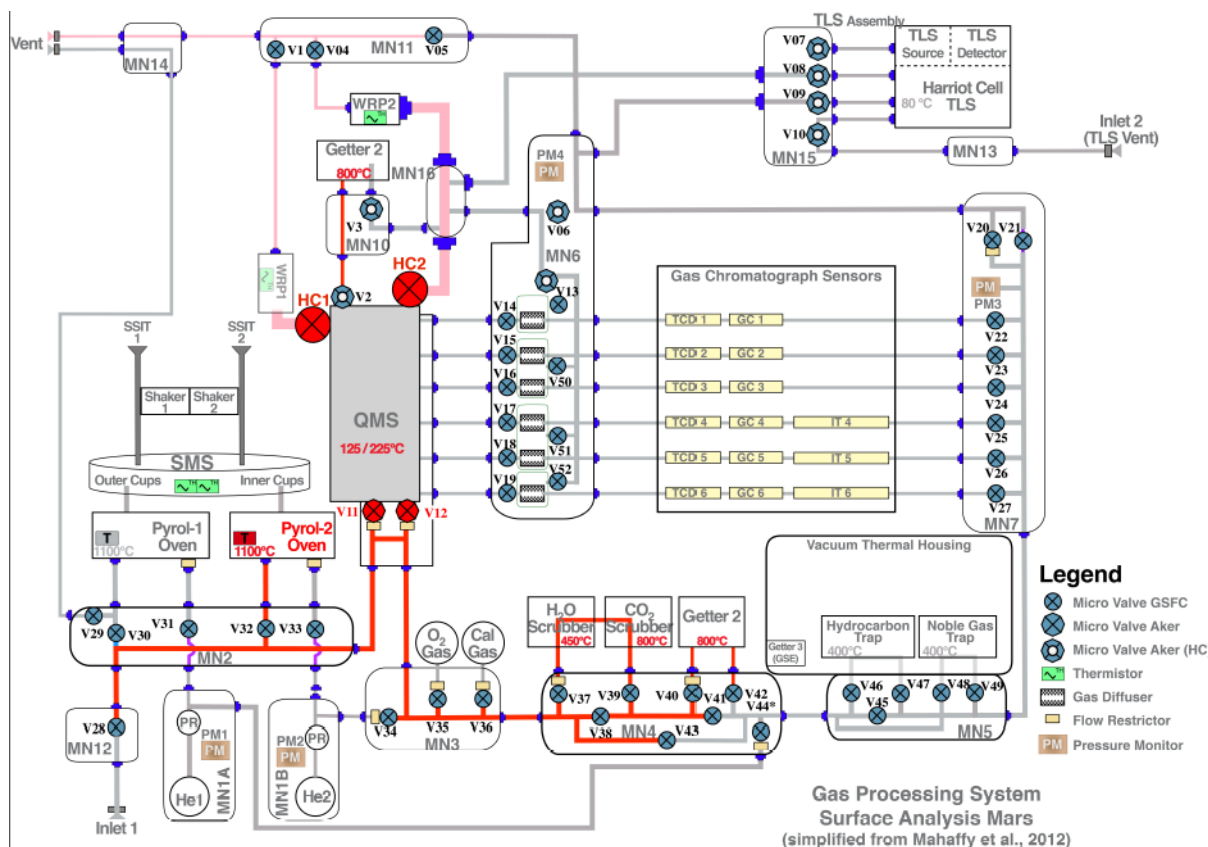 TLS Assembly
Vent
MN14
V1
V04
MN11
V05
V07
V08
V09
V10
MN15
TLS
Source
TLS
Detector
Harriot Cell
80 °C
TLS
Inlet 2
(TLS Vent)
MN13
WRP2
TH
Getter 2
800°C
MN16
V3
MN10
PM4
PM
V06
MN6
V13
WRP1
TH
HC1
HC2
V2
SSIT
1
SSIT
2
Shaker
1
Shaker
2
SMS
Outer Cups
TH
TH
Inner Cups
QMS
125 / 225°C
V14
V15
V16
V17
V18
V19
V50
V51
V52
Gas Chromatograph Sensors
TCD 1
GC 1
TCD 2
GC 2
TCD 3
GC 3
TCD 4
GC 4
IT 4
TCD 5
GC 5
IT 5
TCD 6
GC 6
IT 6
V20
V21
PM
PM3
V22
V23
V24
V25
V26
V27
MN7
V11
V12
T
1100°C
Pyrol-1
Oven
T
1100°C
Pyrol-2
Oven
V29
V30
V31
V32
V33
MN2
V28
MN12
Inlet 1
PR
PM1
PM
He1
MN1A
PM2
PM
PR
He2
MN1B
O2
Gas
Cal
Gas
V34
V35
V36
MN3
H2O
Scrubber
450°C
CO2
Scrubber
800°C
Getter 2
800°C
V37
V38
V39
V40
V41
V42
V43
V44*
MN4
Vacuum Thermal Housing
Getter 3
(GSE)
Hydrocarbon
Trap
400°C
Noble Gas
Trap
400°C
V45
V46
V47
V48
V49
MN5
Legend
Micro Valve GSFC
Micro Valve Aker
Micro Valve Aker (HC
TH
Thermistor
Gas Diffuser
Flow Restrictor
PM
Pressure Monitor
Gas Processing System
Surface Analysis Mars
(simplified from Mahaffy et al., 2012)